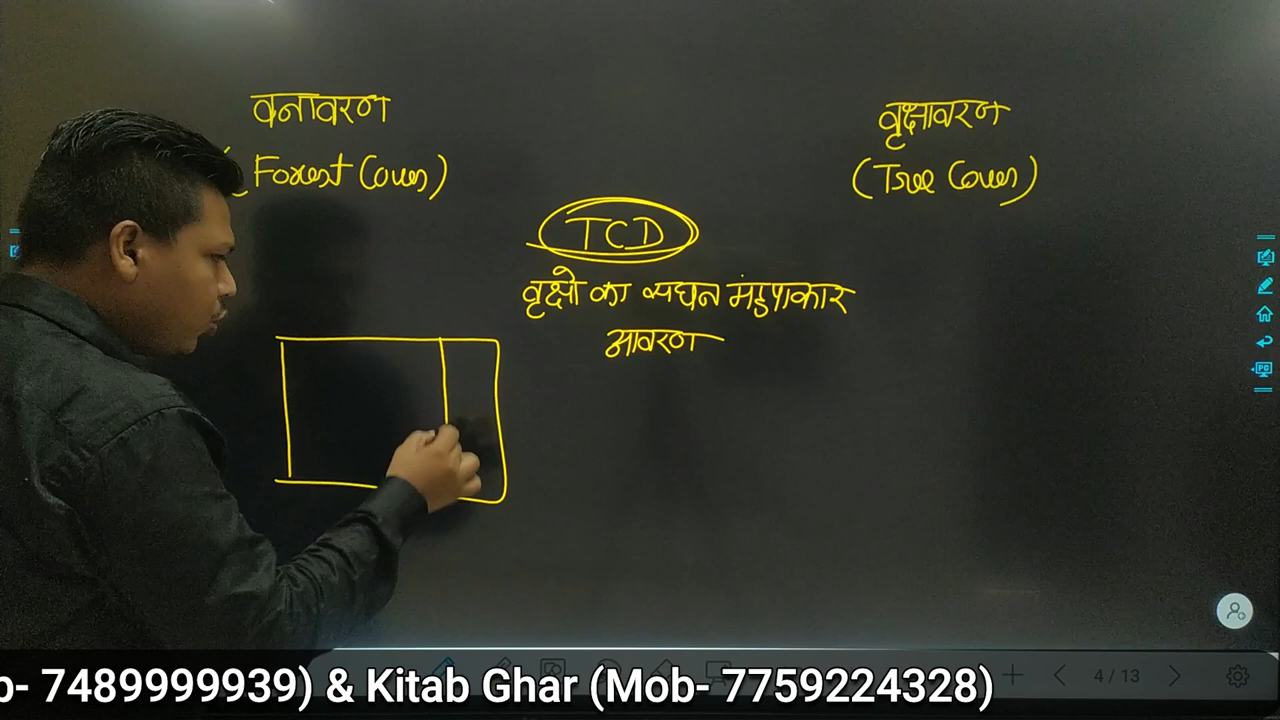 वनावरण
(Forest Cover)
वृक्षावरण
(Tree Cover)
TCD
वृक्षो का सघन मंडपाकार
आवरण
4/13
b- 7489999939) & Kitab Ghar (Mob- 7759224328)